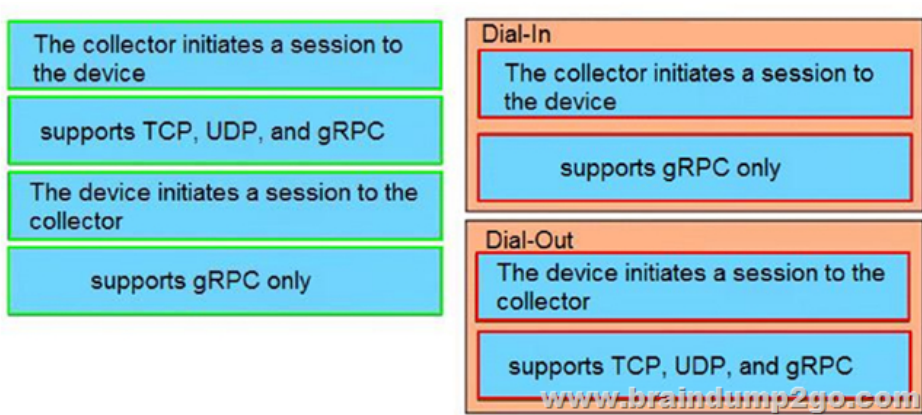 The collector initiates a session to
the device
supports TCP, UDP, and gRPC
The device initiates a session to the
collector
supports gRPC only
Dial-In
The collector initiates a session to
the device
supports gRPC only
Dial-Out
The device initiates a session to the
collector
supports TCP, UDP, and gRPC
www.braindump2go.com